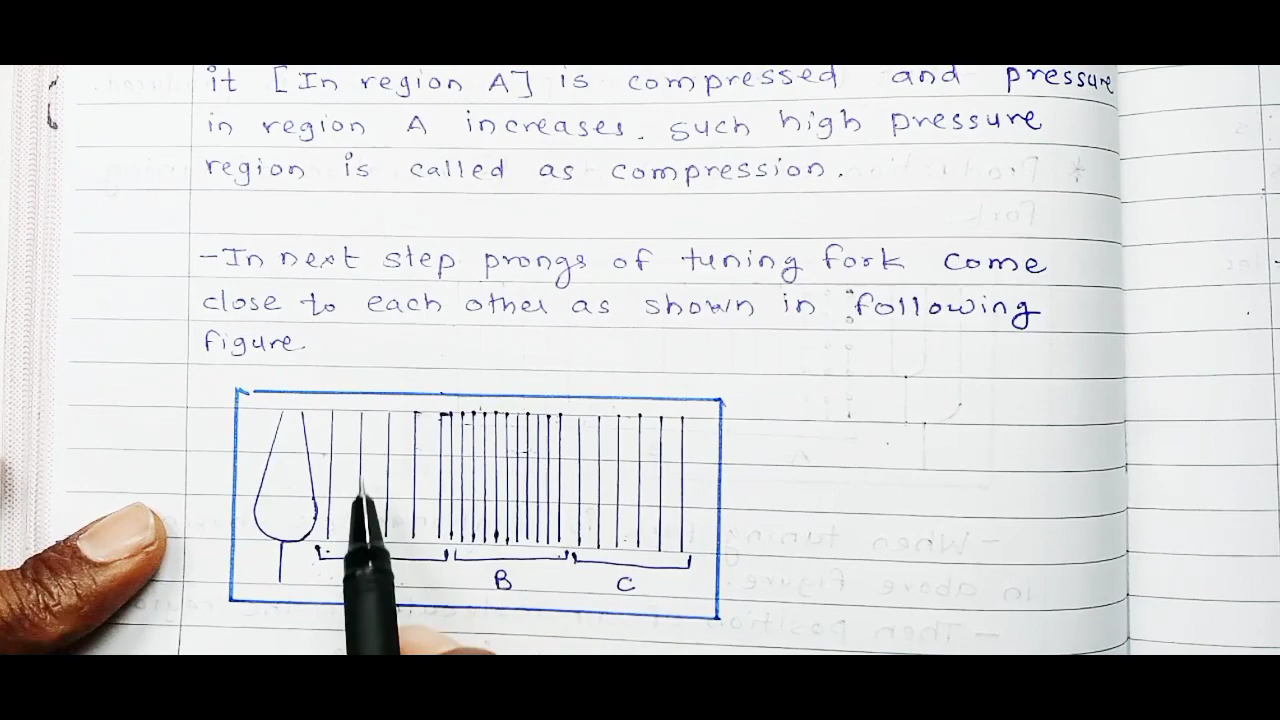 it [In region A] is compressed and pressure
in region A increases. such high pressure
region is called as compression.
-In next step prongs of tuning fork come
close to each other as shown in following
figure
B C